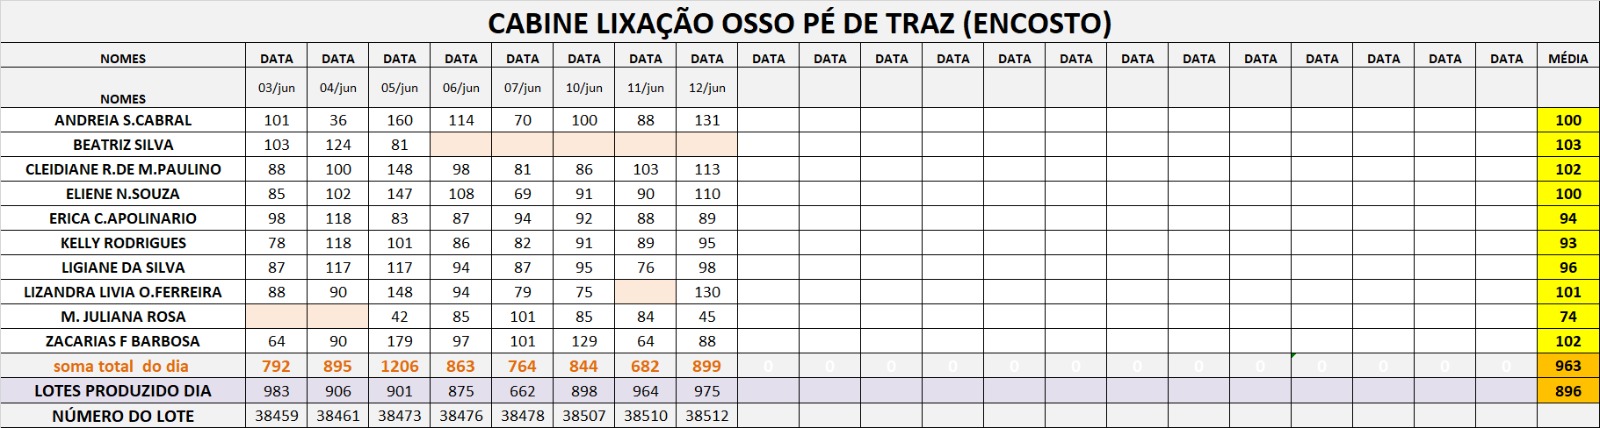 CABINE LIXAÇÃO OSSO PÉ DE TRAZ (ENCOSTO)
NOMES DATA DATA DATA DATA DATA DATA DATA DATA DATA DATA DATA DATA DATA DATA DATA DATA DATA DATA DATA DATA DATA MÉDIA
NOMES 03/jun 04/jun 05/jun 06/jun 07/jun 10/jun 11/jun 12/jun
ANDREIA S.CABRAL 101 36 160 114 70 100 88 131 100
BEATRIZ SILVA 103 124 81 103
CLEIDIANE R.DE M.PAULINO 88 100 148 98 81 86 103 113 102
ELIENE N.SOUZA 85 102 147 108 69 91 90 110 100
ERICA C.APOLINARIO 98 118 83 87 94 92 88 89 94
KELLY RODRIGUES 78 118 101 86 82 91 89 95 93
LIGIANE DA SILVA 87 117 117 94 87 95 76 98 96
LIZANDRA LIVIA O.FERREIRA 88 90 148 94 79 75 130 101
M. JULIANA ROSA 42 85 101 85 84 45 74
ZACARIAS F BARBOSA 64 90 179 97 101 129 64 88 102
soma total do dia 792 895 1206 863 764 844 682 899 0 0 0 0 0 0 0 0 0 0 0 0 0 963
LOTES PRODUZIDO DIA 983 906 901 875 662 898 964 975 896
NÚMERO DO LOTE 38459 38461 38473 38476 38478 38507 38510 38512